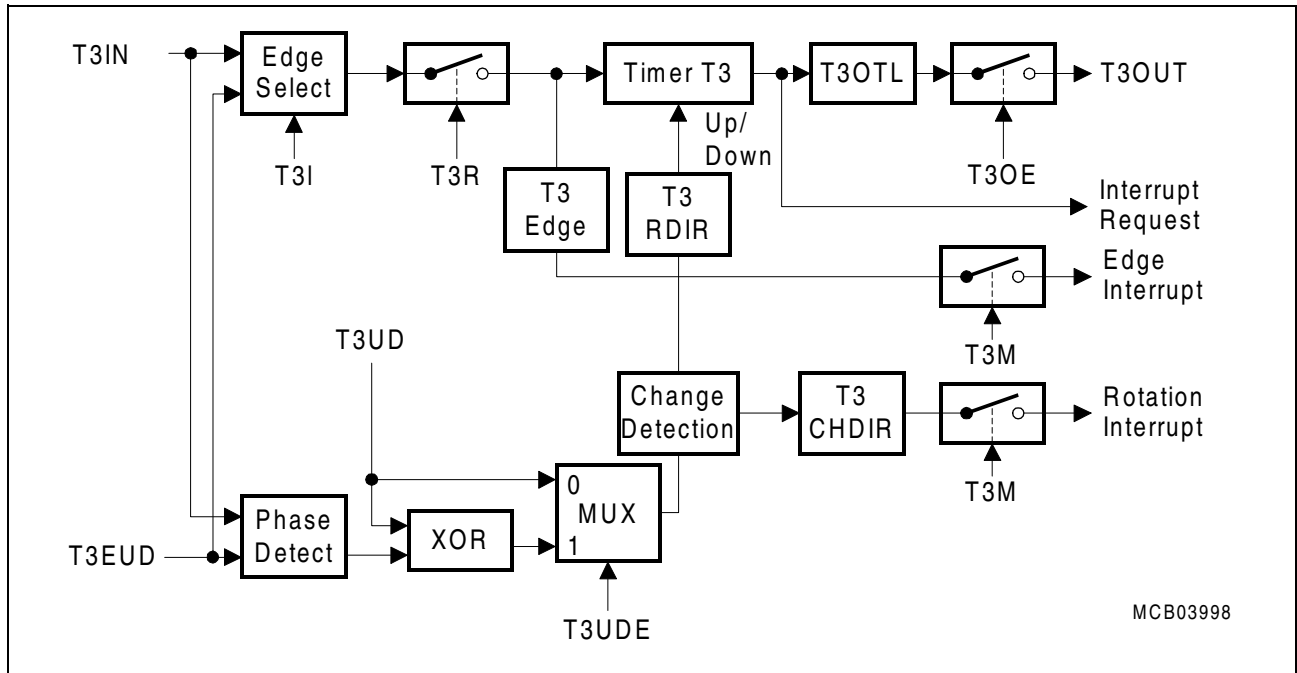 T3IN
Edge
Select
T3I
T3R
Timer T3
Up/
Down
T3OTL
T3OE
T3OUT
T3
Edge
T3
RDIR
Interrupt
Request
Edge
Interrupt
T3M
T3UD
Change
Detection
T3
CHDIR
Rotation
Interrupt
T3M
T3EUD
Phase
Detect
XOR
0
MUX
1
T3UDE
MCB03998